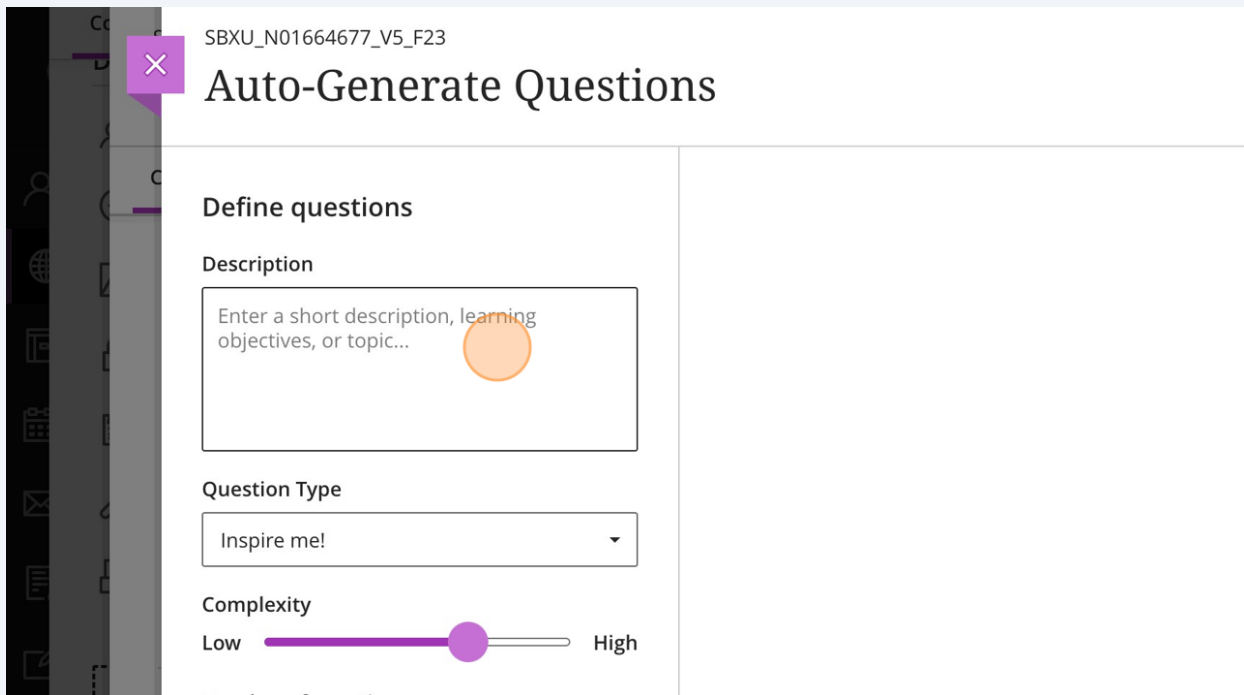 SBXU_N01664677_V5_F23
Auto-Generate Questions
Define questions
Description
Enter a short description, learning
objectives, or topic...
Question Type
Inspire me!
Complexity
Low
High